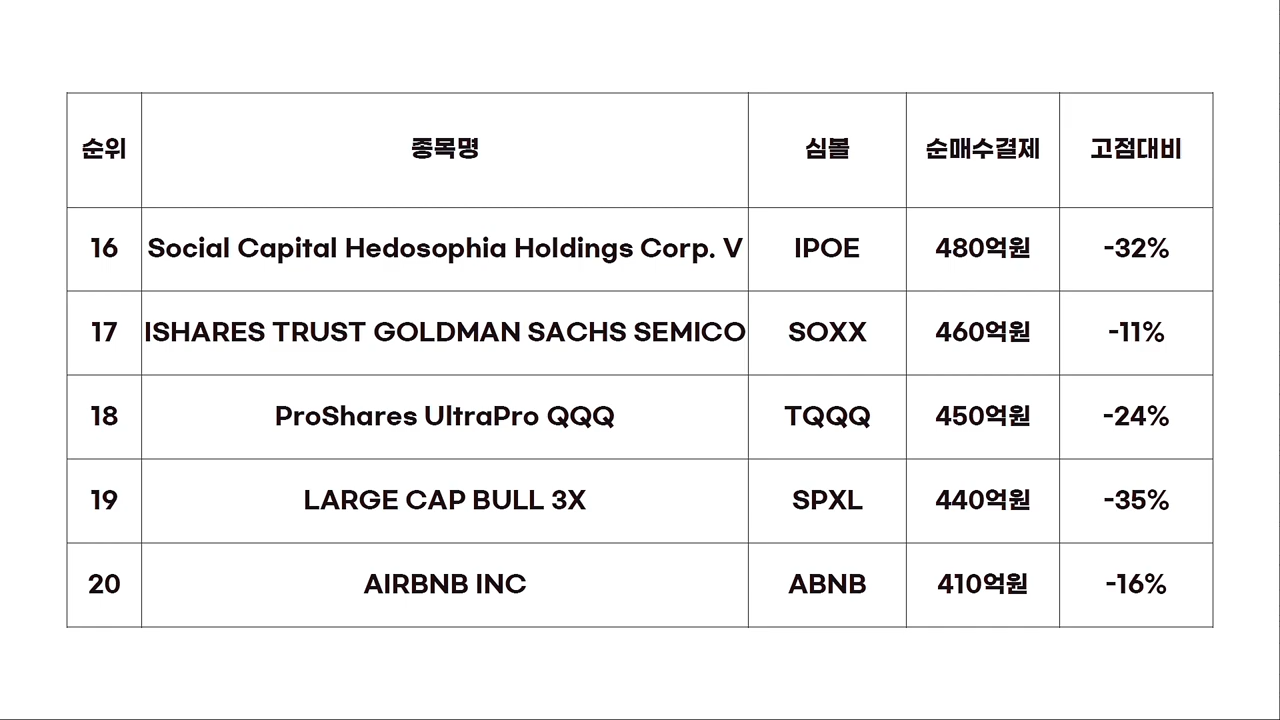 순위 종목명 심볼 순매수결제 고점대비
16 Social Capital Hedosophia Holdings Corp. V IPOE 480억원 -32%
17 ISHARES TRUST GOLDMAN SACHS SEMICO SOXX 460억원 -11%
18 ProShares UltraPro QQQ TQQQ 450억원 -24%
19 LARGE CAP BULL 3X SPXL 440억원 -35%
20 AIRBNB INC ABNB 410억원 -16%